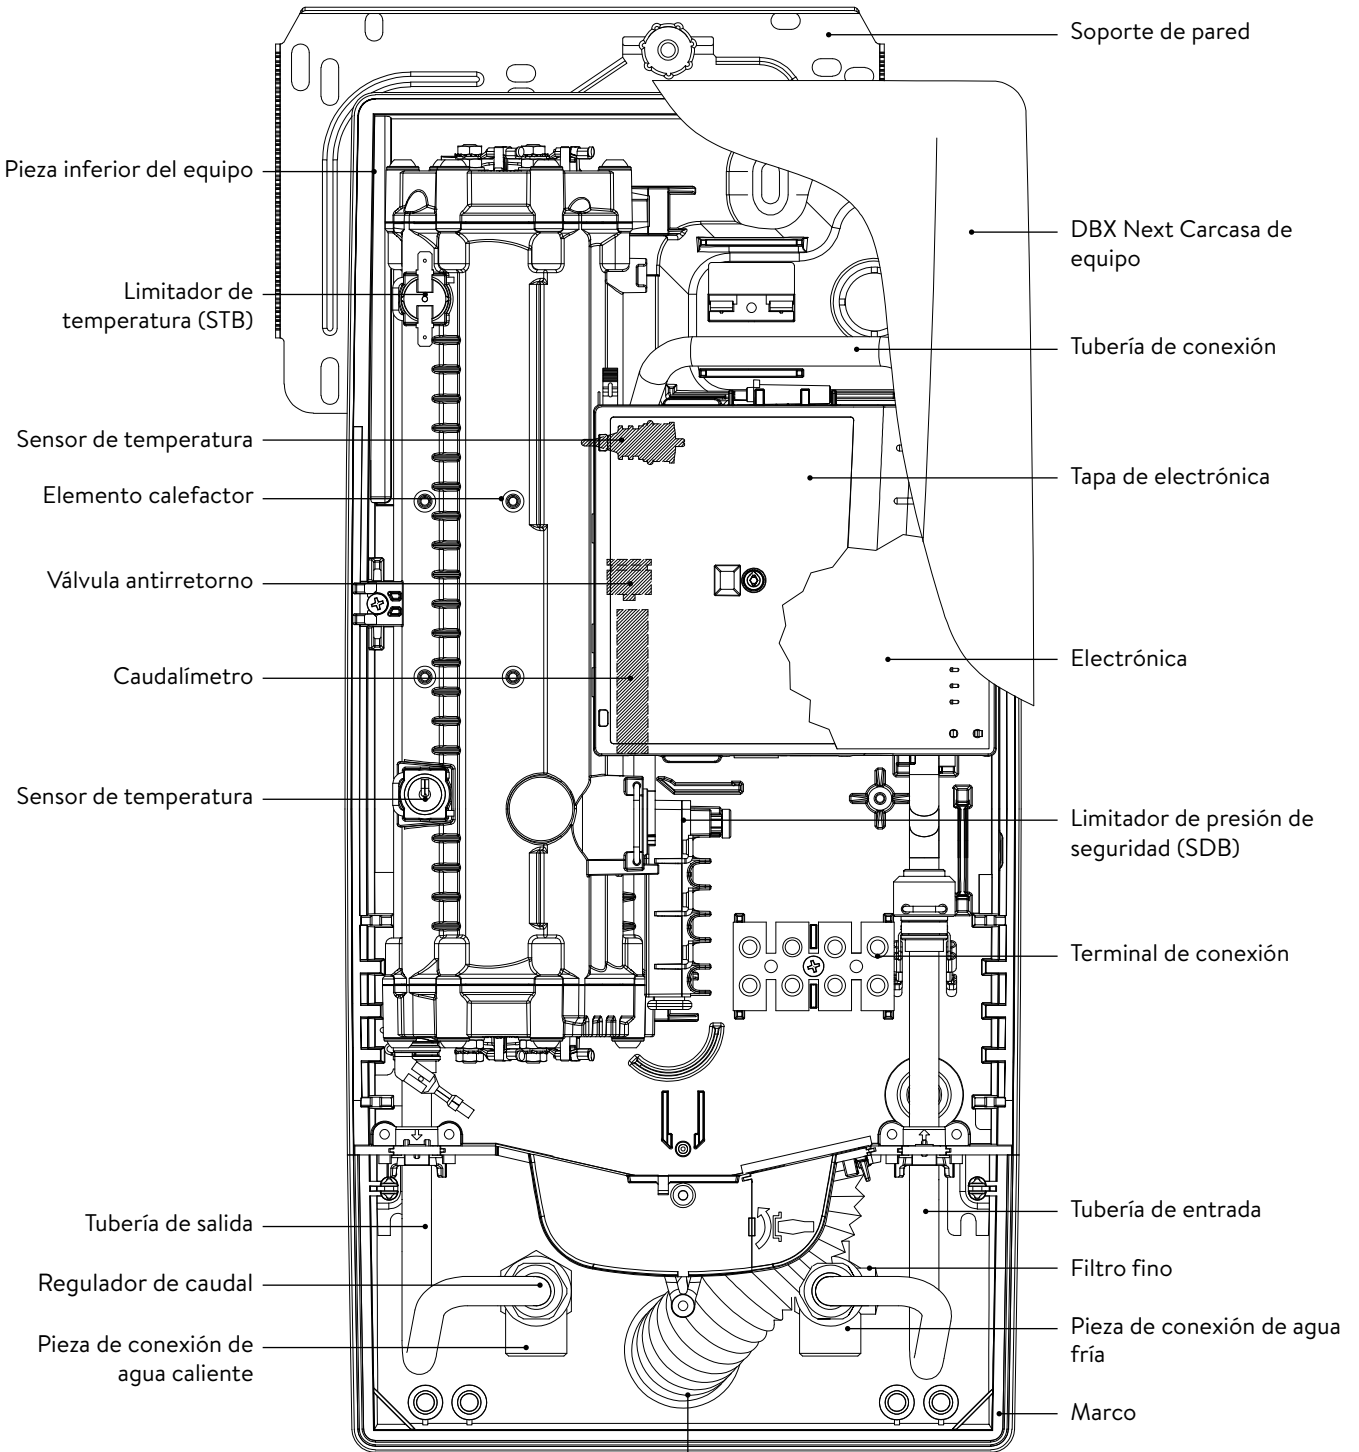 Soporte de pared
Pieza inferior del equipo
DBX Next Carcasa de
equipo
Limitador de
temperatura (STB)
Tubería de conexión
Sensor de temperatura
Tapa de electrónica
Elemento calefactor
Válvula antirretorno
Electrónica
Caudalímetro
Sensor de temperatura
Limitador de presión de
seguridad (SDB)
Terminal de conexión
Tubería de salida
Tubería de entrada
Regulador de caudal
Filtro fino
Pieza de conexión de
agua caliente
Pieza de conexión de agua
fría
Marco